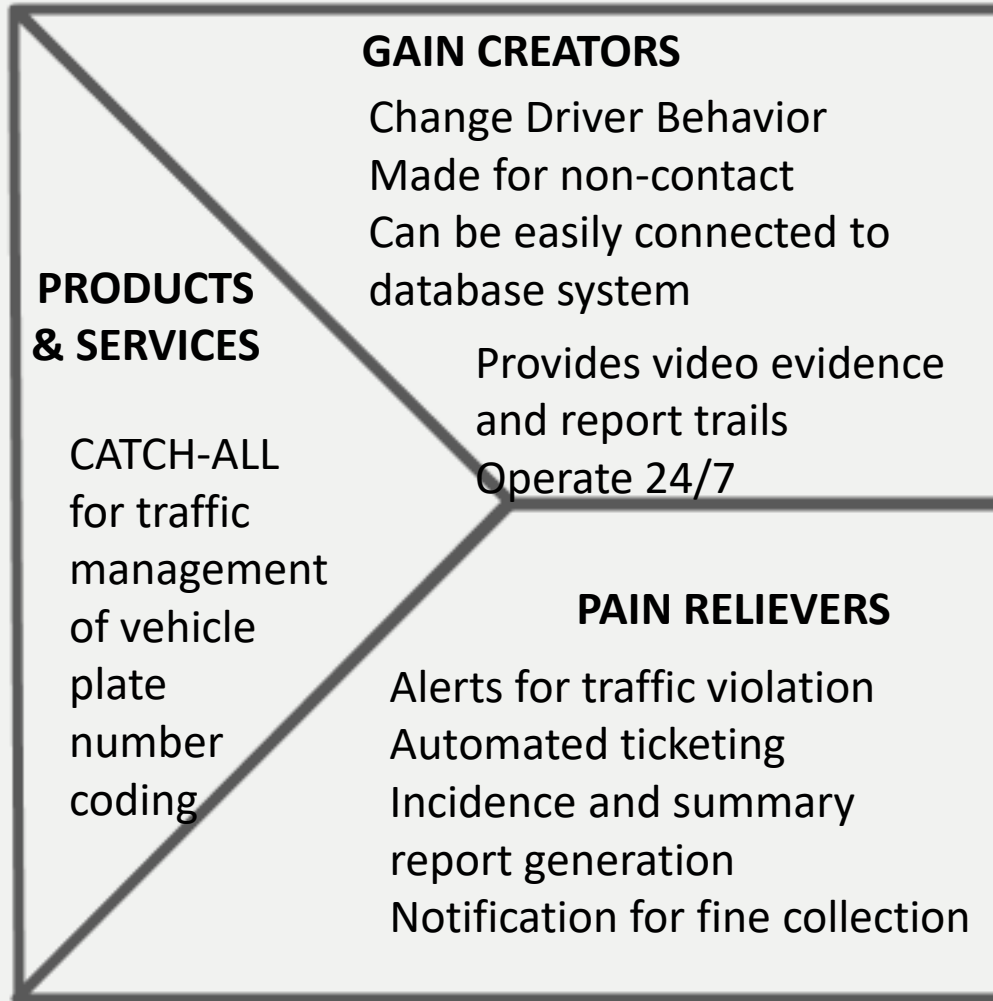 GAIN CREATORS
Change Driver Behavior
Made for non-contact
Can be easily connected to
database system
Provides video evidence
and report trails
Operate 24/7
PRODUCTS
& SERVICES
CATCH-ALL
for traffic
management
of vehicle
plate
number
coding
PAIN RELIEVERS
Alerts for traffic violation
Automated ticketing
Incidence and summary
report generation
Notification for fine collection